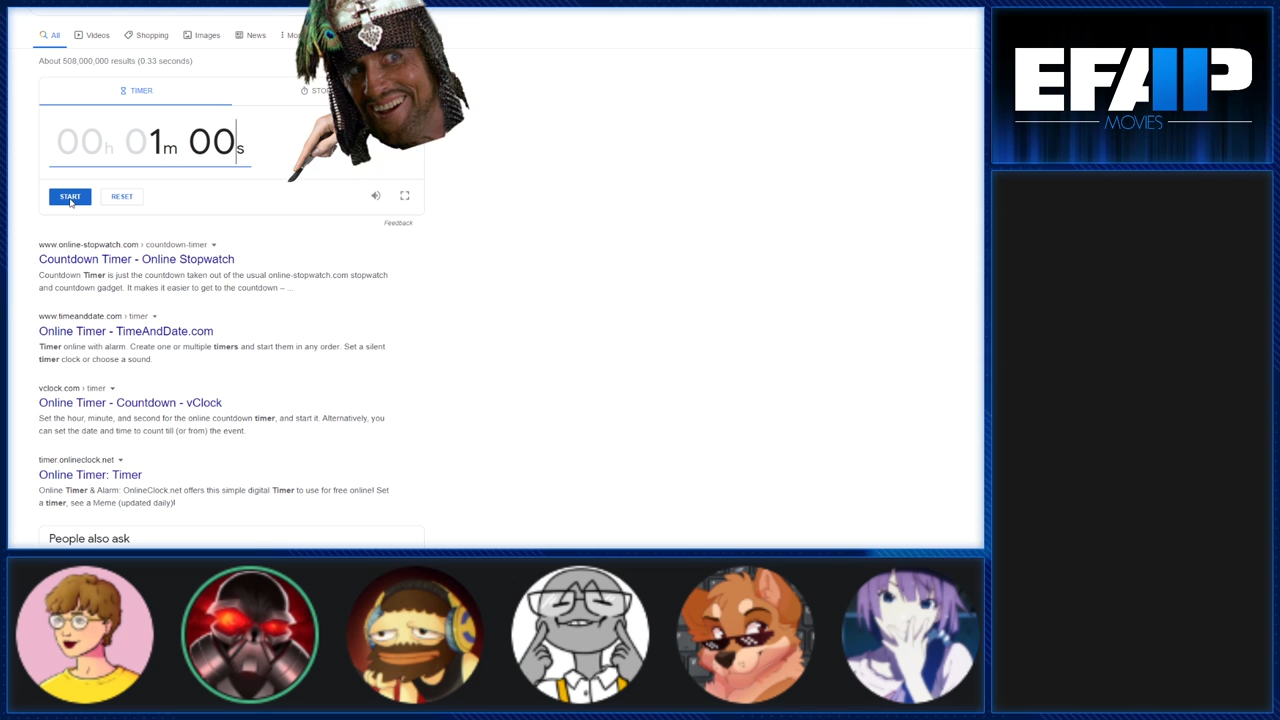 All Videos Shopping Images News Mo
About 508,000,000 results (0.33 seconds)
TIMER STO
00h 01m 00s
START RESET
Feedback
www.online-stopwatch.com › countdown-timer
Countdown Timer - Online Stopwatch
Countdown Timer is just the countdown taken out of the usual online-stopwatch.com stopwatch
and countdown gadget. It makes it easier to get to the countdown – ...
www.timeanddate.com › timer
Online Timer - TimeAndDate.com
Timer online with alarm. Create one or multiple timers and start them in any order. Set a silent
timer clock or choose a sound.
vclock.com › timer
Online Timer - Countdown - vClock
Set the hour, minute, and second for the online countdown timer, and start it. Alternatively, you
can set the date and time to count till (or from) the event.
timer.onlineclock.net
Online Timer: Timer
Online Timer & Alarm: OnlineClock.net offers this simple digital Timer to use for free online! Set
a timer, see a Meme (updated daily)!
People also ask
EFAP
MOVIES